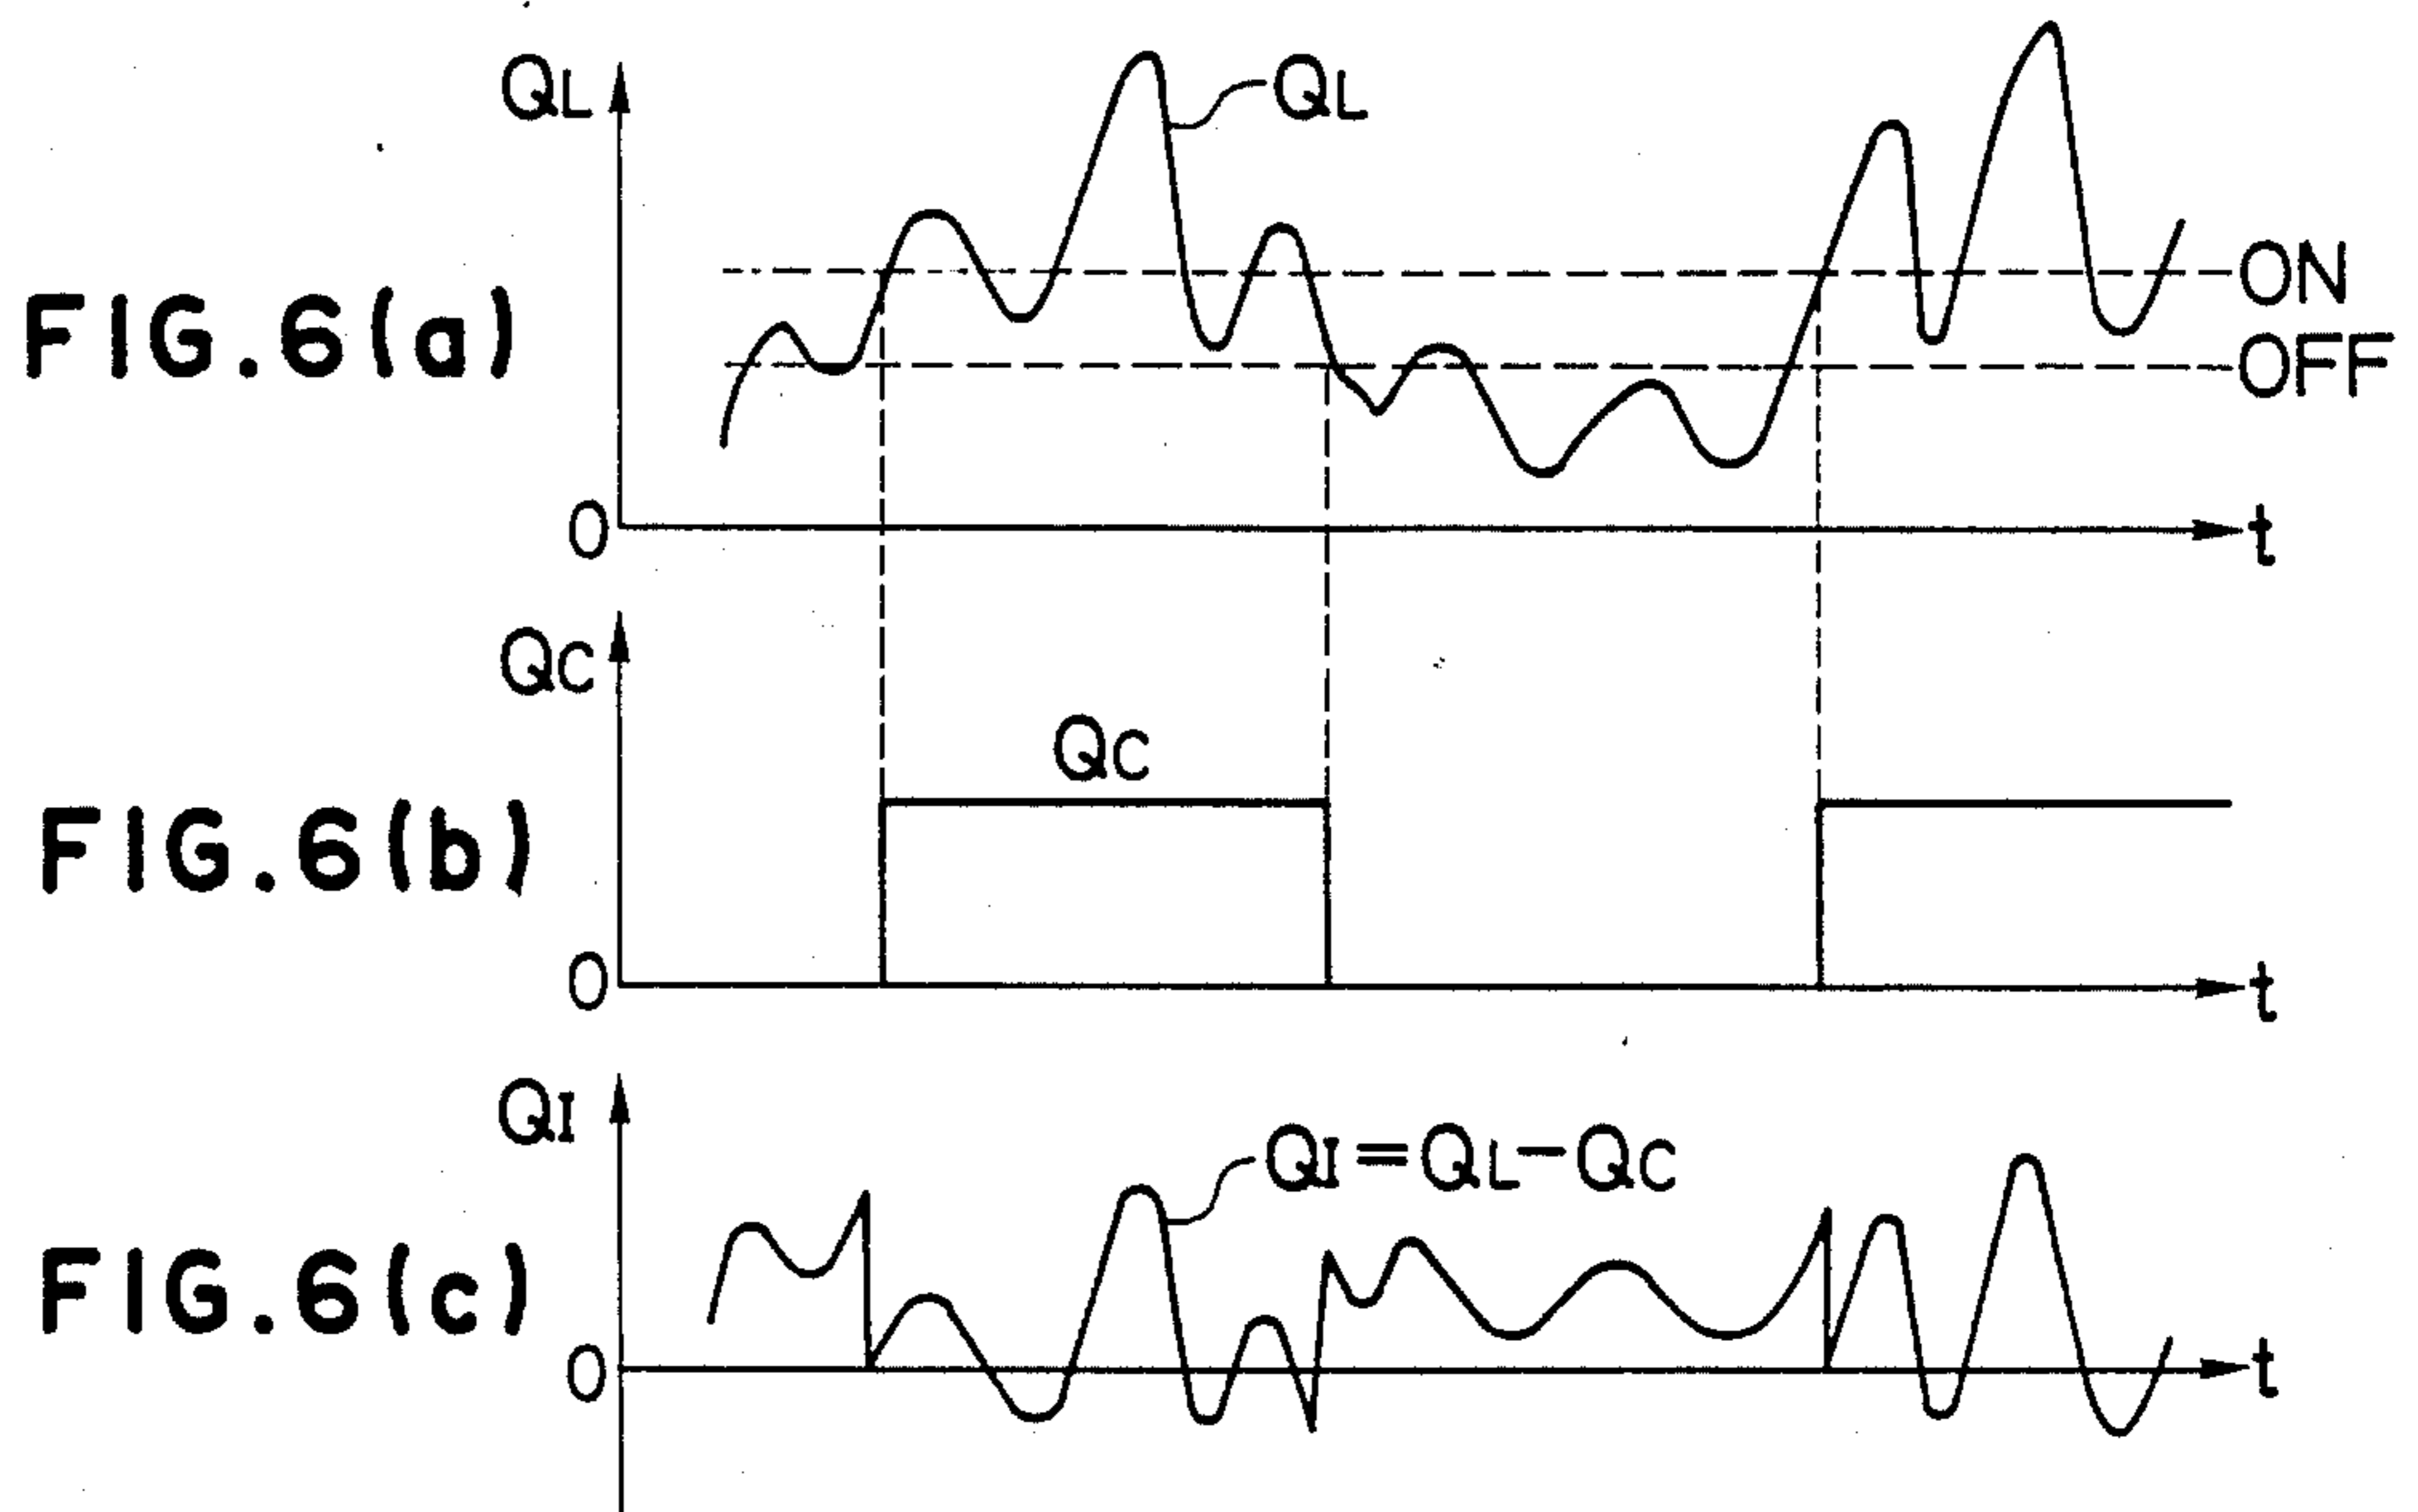 QL
QL
FIG.6(a)
ON
OFF
0
t
QC
QC
FIG.6(b)
0
t
QI
QI=QL-QC
FIG.6(c)
0
t